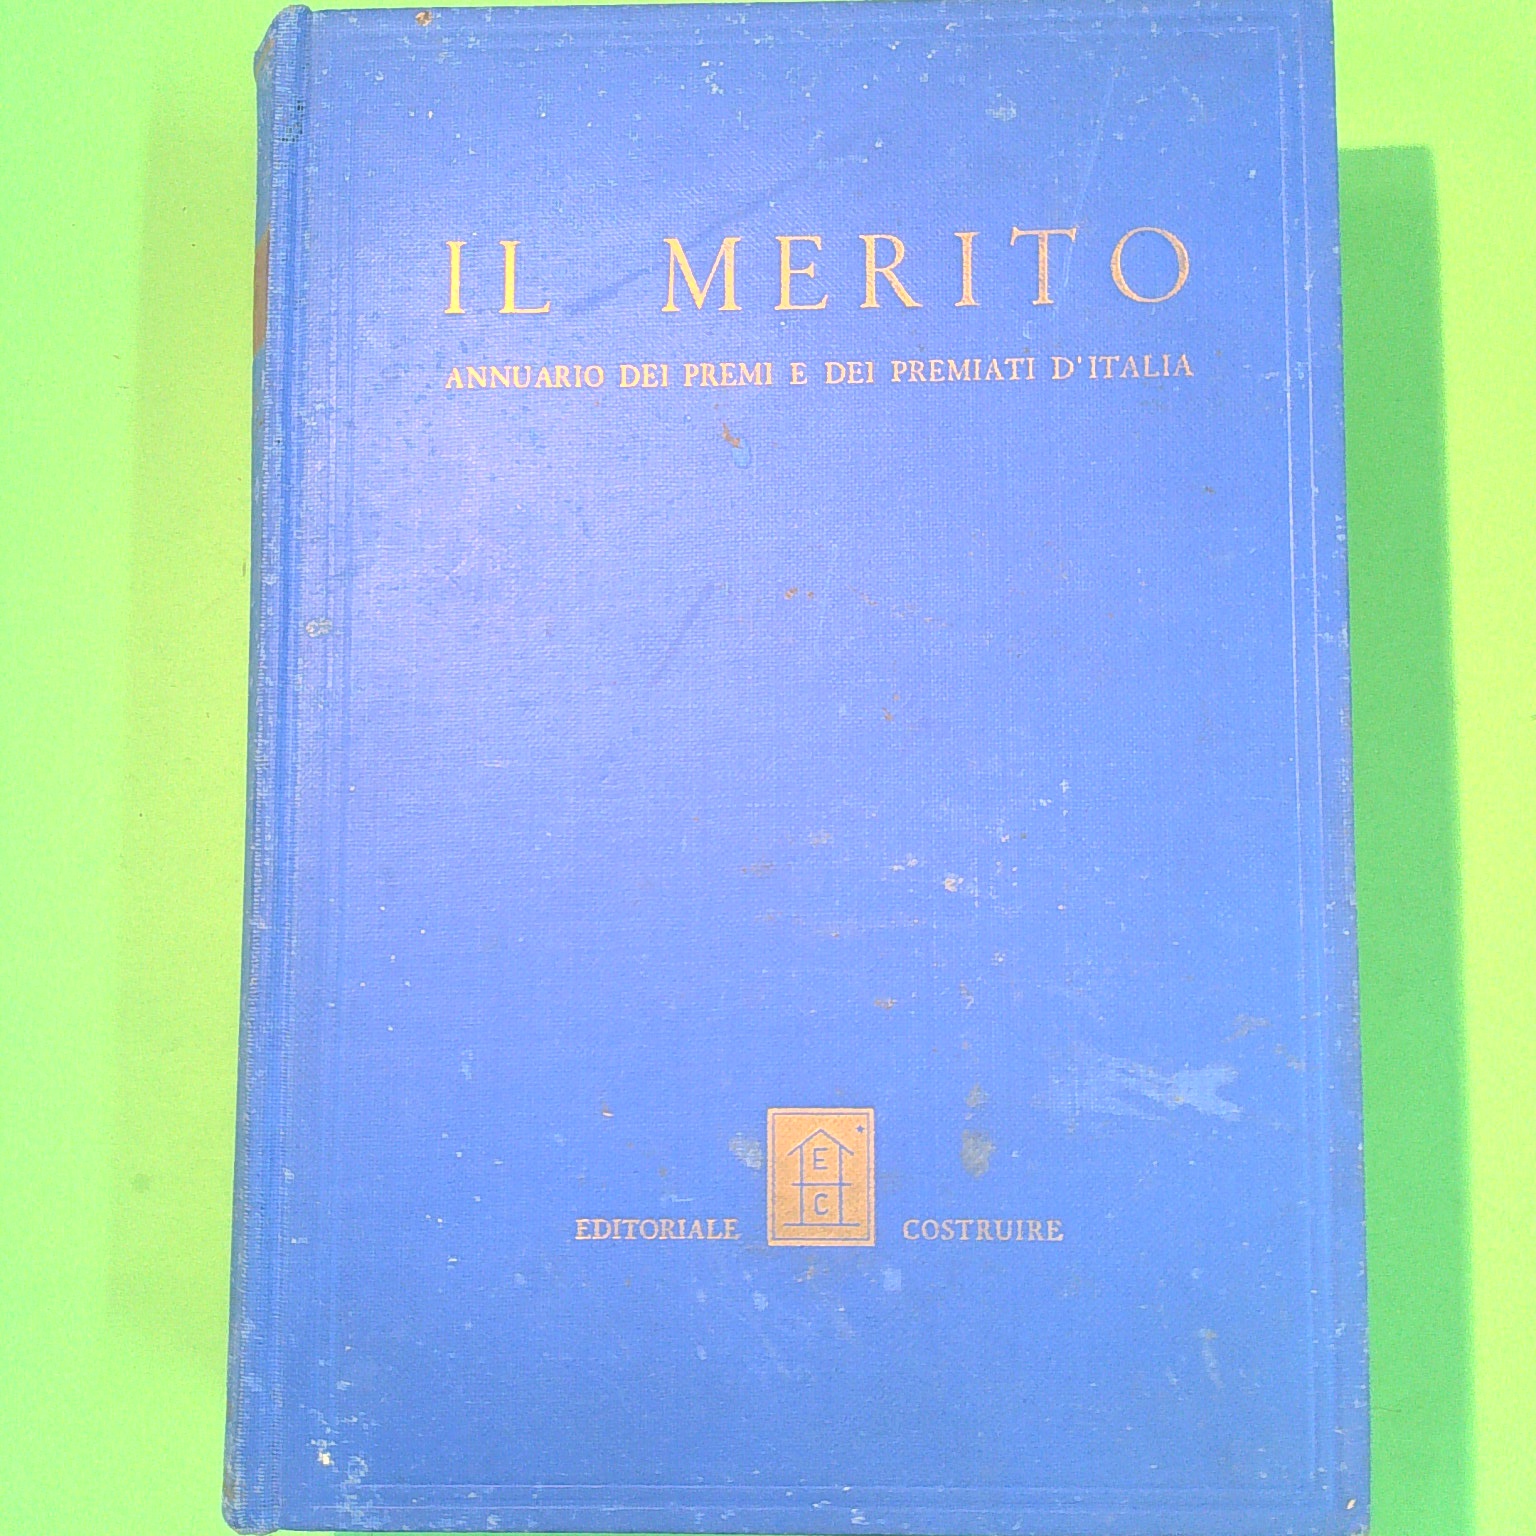 IL MERITO
ANNUARIO DEI PREMI E DEI PREMIATI D'ITALIA
E
C
EDITORIALE COSTRUIRE